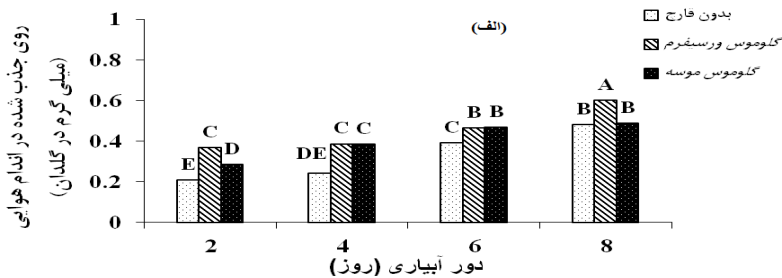 روی جذب شده در اندام هوایی
(میلی گرم در گلدان)
1
0.8
0.6
0.4
0.2
0
(الف)
بدون قارچ
گلوموس ورسیفرم
گلوموس موسه
E C D
DE C C
C B B
B A B
2 4 6 8
دور آبیاری (روز)